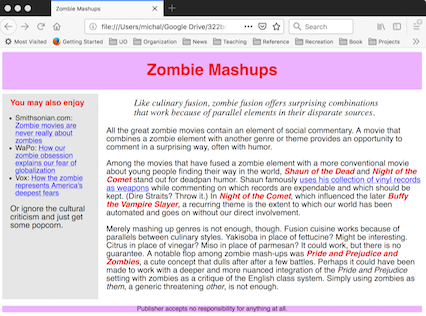 Zombie Mashups
file:///Users/michal/Google Drive/322b
Search
Most Visited
Getting Started
UO
Organization
News
Teaching
Reference
Recreation
Book
Projects
Zombie Mashups
You may also enjoy
Smithsonian.com:
Zombie movies are
never really about
zombies
WaPo: How our
zombie obsession
explains our fear of
globalization
Vox: How the zombie
represents America's
deepest fears
Or ignore the cultural
criticism and just get
some popcorn.
Like culinary fusion, zombie fusion offers surprising combinations
that work because of parallel elements in their disparate sources.
All the great zombie movies contain an element of social commentary. A movie that
combines a zombie element with another genre or theme provides an opportunity to
comment in a surprising way, often with humor.
Among the movies that have fused a zombie element with a more conventional movie
about young people finding their way in the world, Shaun of the Dead and Night of the
Comet stand out for deadpan humor. Shaun famously uses his collection of vinyl records
as weapons while commenting on which records are expendable and which should be
kept. (Dire Straits? Throw it.) In Night of the Comet, which influenced the later Buffy
the Vampire Slayer, a recurring theme is the extent to which our world has been
automated and goes on without our direct involvement.
Merely mashing up genres is not enough, though. Fusion cuisine works because of
parallels between culinary styles. Yakisoba in place of fettucine? Might be interesting.
Citrus in place of vinegar? Miso in place of parmesan? It could work, but there is no
guarantee. A notable flop among zombie mash-ups was Pride and Prejudice and
Zombies, a cute concept that dulls after a few battles. Perhaps it could have been
made to work with a deeper and more nuanced integration of the Pride and Prejudice
setting with zombies as a critique of the English class system. Simply using zombies as
them, a generic threatening other, is not enough.
Publisher accepts no responsibility for anything at all.